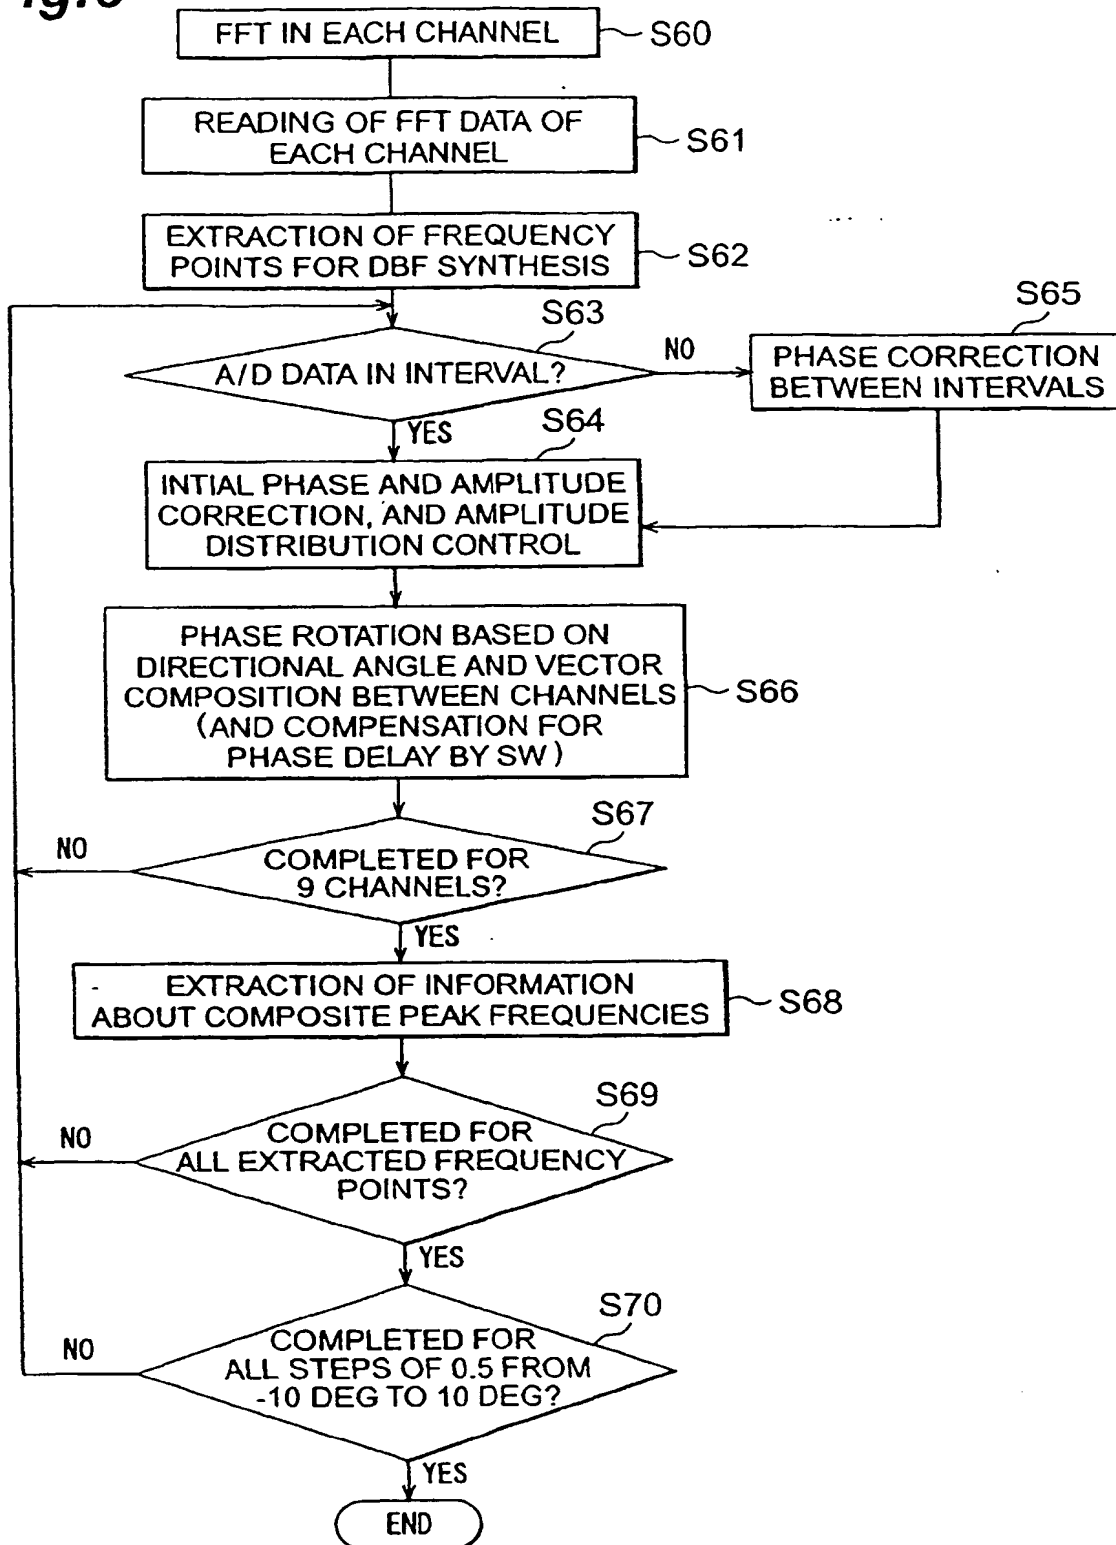 FFT IN EACH CHANNEL
S60
READING OF FFT DATA OF
EACH CHANNEL
S61
EXTRACTION OF FREQUENCY
POINTS FOR DBF SYNTHESIS
S62
S63
A/D DATA IN INTERVAL?
NO
S65
PHASE CORRECTION
BETWEEN INTERVALS
YES
S64
INTIAL PHASE AND AMPLITUDE
CORRECTION, AND AMPLITUDE
DISTRIBUTION CONTROL
PHASE ROTATION BASED ON
DIRECTIONAL ANGLE AND VECTOR
COMPOSITION BETWEEN CHANNELS
(AND COMPENSATION FOR
PHASE DELAY BY SW)
S66
S67
NO
COMPLETED FOR
9 CHANNELS?
YES
EXTRACTION OF INFORMATION
ABOUT COMPOSITE PEAK FREQUENCIES
S68
S69
NO
COMPLETED FOR
ALL EXTRACTED FREQUENCY
POINTS?
YES
S70
NO
COMPLETED FOR
ALL STEPS OF 0.5 FROM
-10 DEG TO 10 DEG?
YES
END